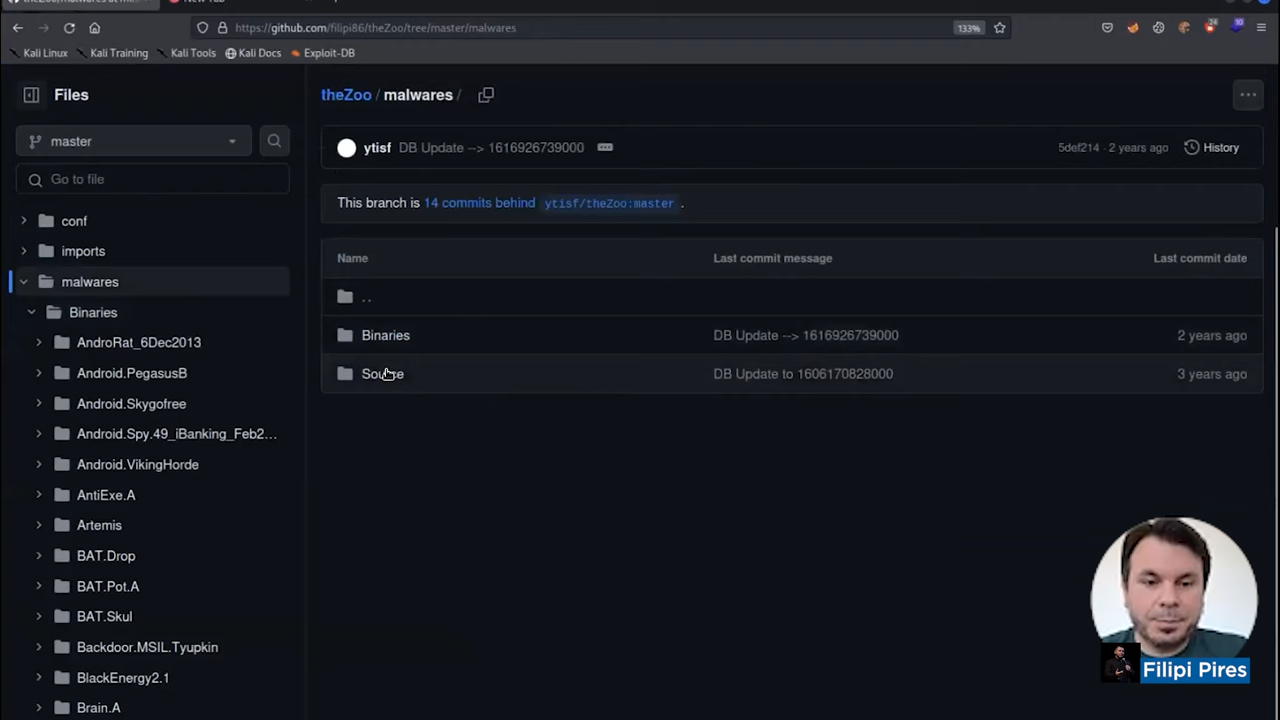 https://github.com/filipi86/theZoo/tree/master/malwares
133%
Kali Linux Kali Training Kali Tools Kali Docs Exploit-DB
Files
master
Go to file
conf
imports
malwares
Binaries
AndroRat_6Dec2013
Android.PegasusB
Android.Skygofree
Android.Spy.49_iBanking_Feb2...
Android.VikingHorde
AntiExe.A
Artemis
BAT.Drop
BAT.Pot.A
BAT.Skul
Backdoor.MSIL.Tyupkin
BlackEnergy2.1
Brain.A
theZoo / malwares /
ytisf DB Update --> 1616926739000
5def214 · 2 years ago History
This branch is 14 commits behind ytisf/theZoo:master .
Name Last commit message Last commit date
..
Binaries DB Update --> 1616926739000 2 years ago
Source DB Update to 1606170828000 3 years ago
Filipi Pires